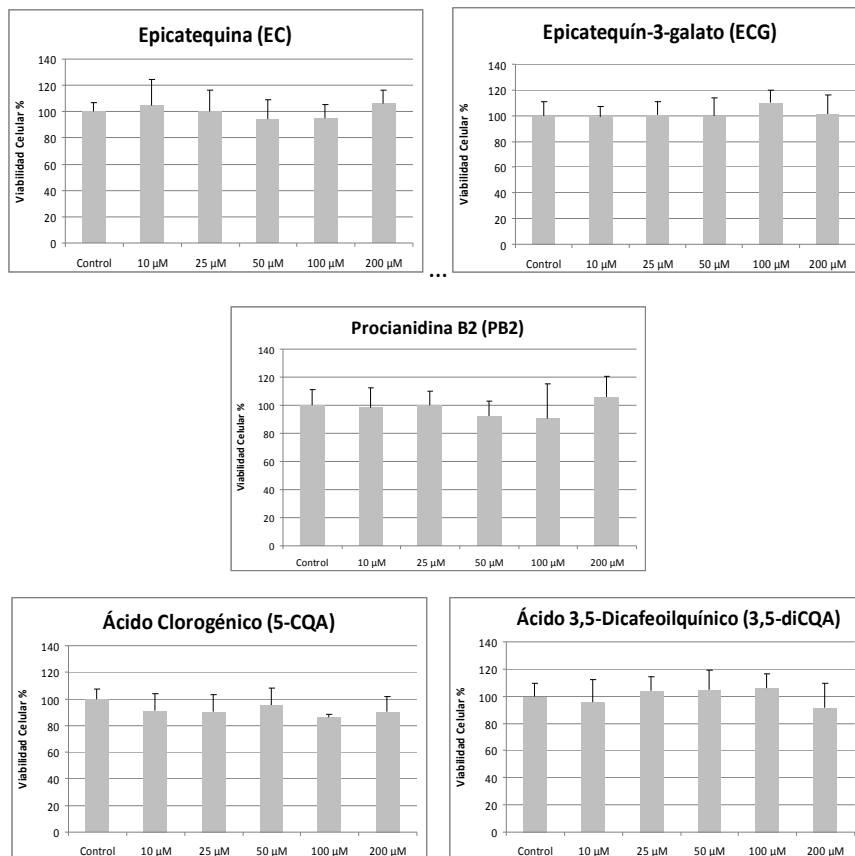 Epicatequina (EC)
Viabilidad Celular %
140
120
100
80
60
40
20
0
Control 10 µM 25 µM 50 µM 100 µM 200 µM
...
Epicatequín-3-galato (ECG)
Viabilidad Celular %
140
120
100
80
60
40
20
0
Control 10 µM 25 µM 50 µM 100 µM 200 µM
Procianidina B2 (PB2)
Viabilidad Celular %
140
120
100
80
60
40
20
0
Control 10 µM 25 µM 50 µM 100 µM 200 µM
Ácido Clorogénico (5-CQA)
Viabilidad Celular %
140
120
100
80
60
40
20
0
Control 10 µM 25 µM 50 µM 100 µM 200 µM
Ácido 3,5-Dicafeoilquínico (3,5-diCQA)
Viabilidad Celular %
140
120
100
80
60
40
20
0
Control 10 µM 25 µM 50 µM 100 µM 200 µM